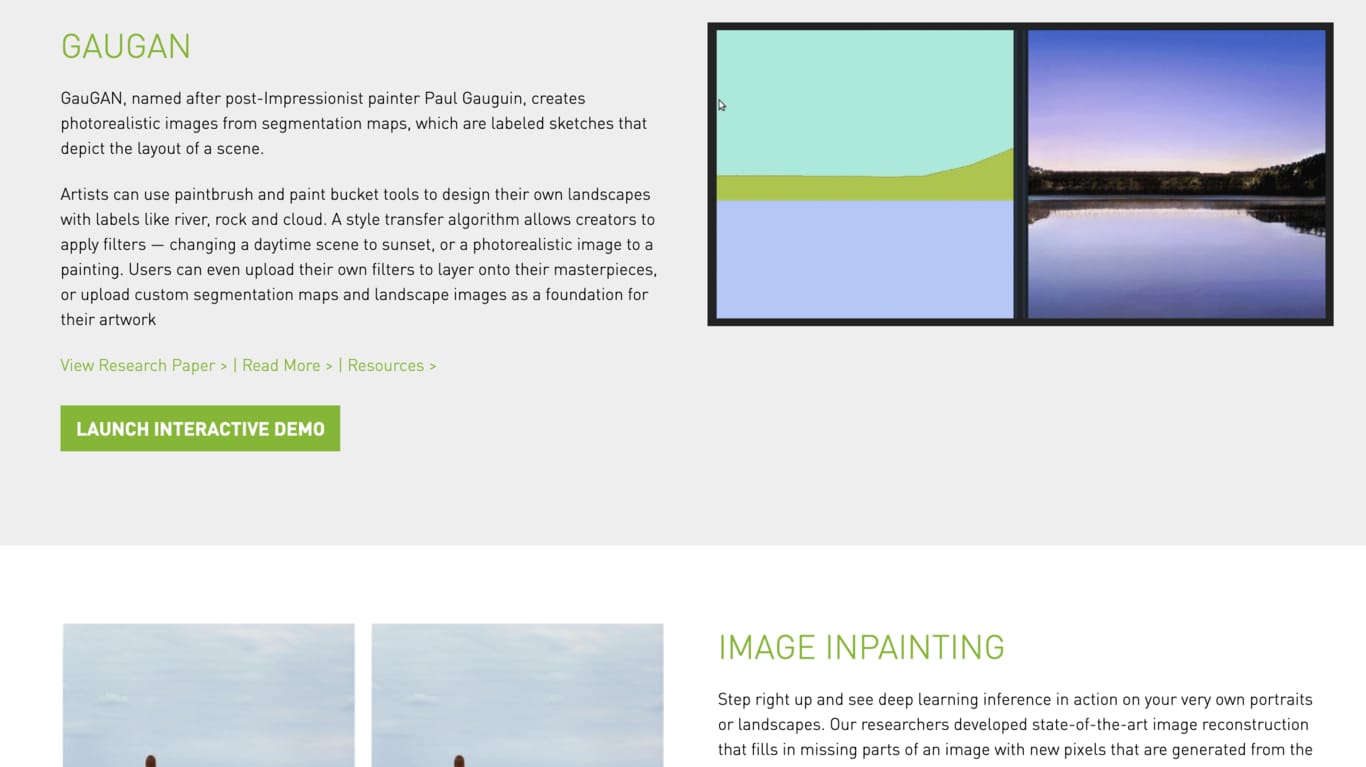 GAUGAN
GauGAN, named after post-Impressionist painter Paul Gauguin, creates
photorealistic images from segmentation maps, which are labeled sketches that
depict the layout of a scene.
Artists can use paintbrush and paint bucket tools to design their own landscapes
with labels like river, rock and cloud. A style transfer algorithm allows creators to
apply filters — changing a daytime scene to sunset, or a photorealistic image to a
painting. Users can even upload their own filters to layer onto their masterpieces,
or upload custom segmentation maps and landscape images as a foundation for
their artwork
View Research Paper > | Read More > | Resources >
LAUNCH INTERACTIVE DEMO
IMAGE INPAINTING
Step right up and see deep learning inference in action on your very own portraits
or landscapes. Our researchers developed state-of-the-art image reconstruction
that fills in missing parts of an image with new pixels that are generated from the